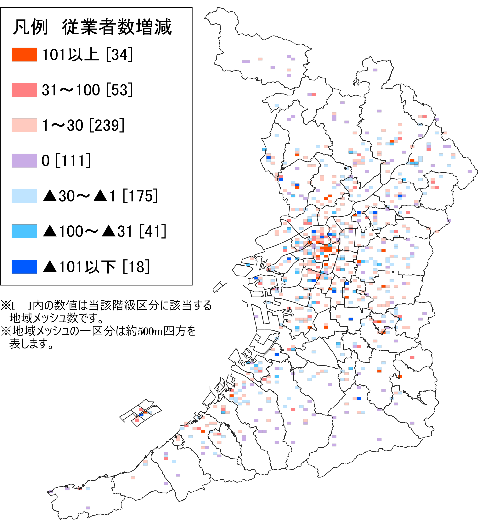 凡例　従業者数増減
101以上 [34]
31～100 [53]
1～30 [239]
0 [111]
▲30～▲1 [175]
▲100～▲31 [41]
▲101以下 [18]
※[　]内の数値は当該階級区分に該当する
地域メッシュ数です。
※地域メッシュの一区分は約500m四方を
表します。